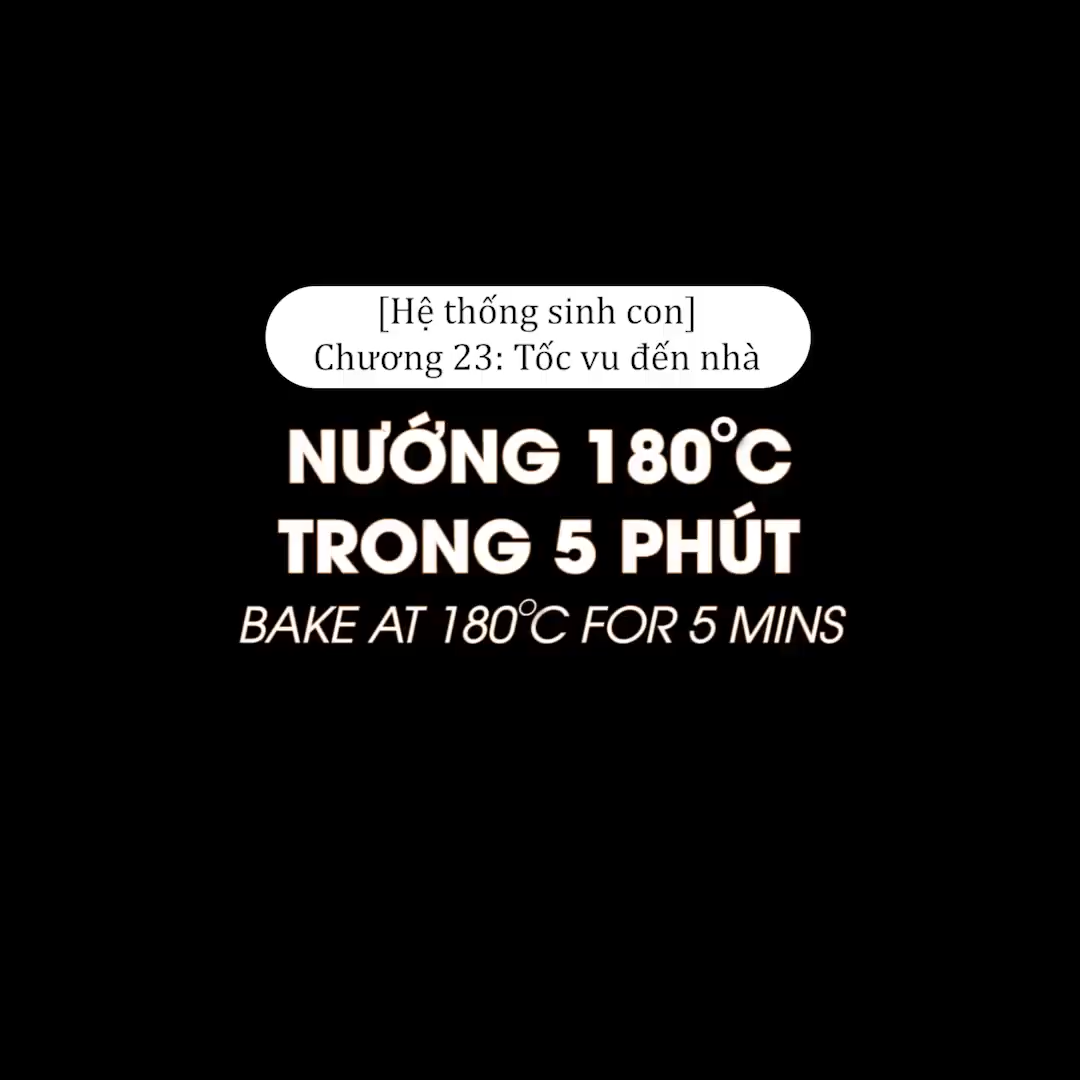 [Hệ thống sinh con]
Chương 23: Tốc vu đến nhà
NƯỚNG 180°C
TRONG 5 PHÚT
BAKE AT 180°C FOR 5 MINS